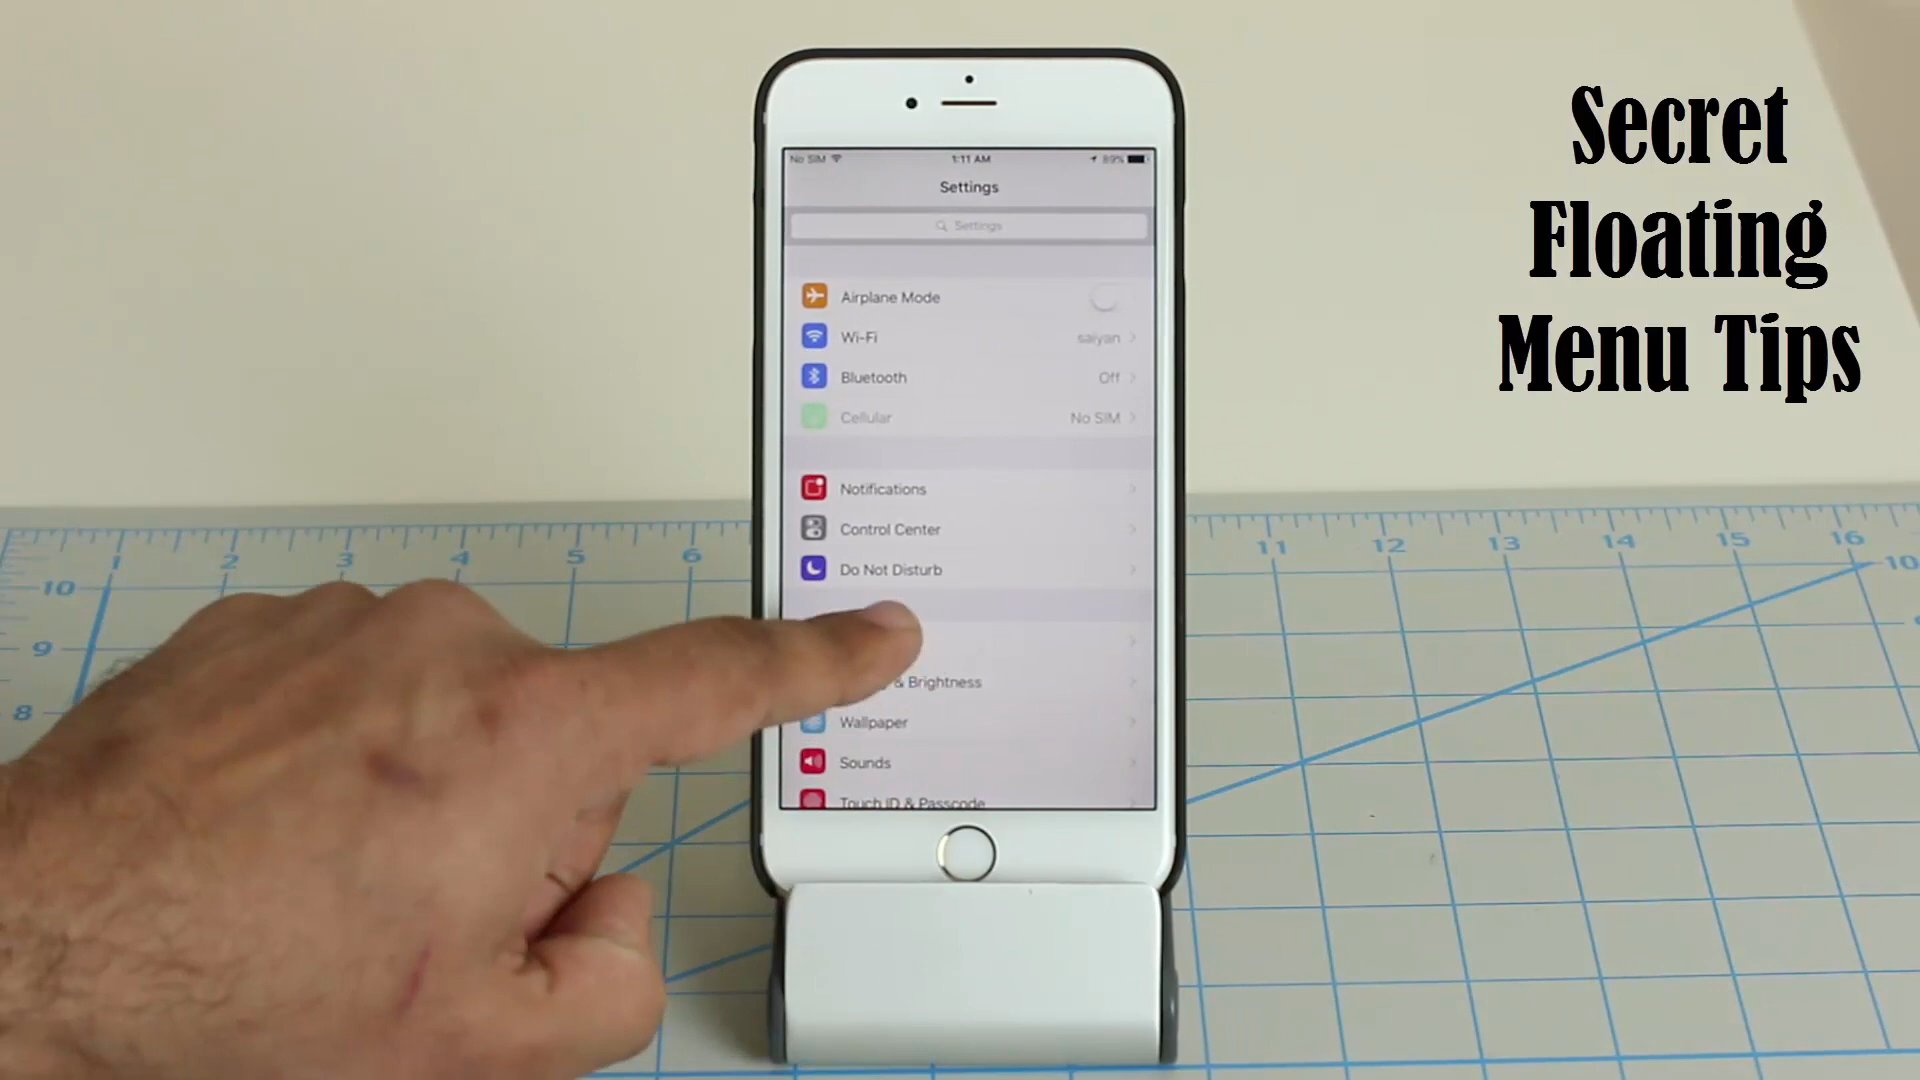 Secret
Floating
Menu Tips
No SIM 1:11 AM 89%
Settings
Settings
Airplane Mode
Wi-Fi saiyan
Bluetooth Off
Cellular No SIM
Notifications
Control Center
Do Not Disturb
& Brightness
Wallpaper
Sounds
Touch ID & Passcode
1 2 3 4 5 6 11 12 13 14 15 16
10 10
9
8